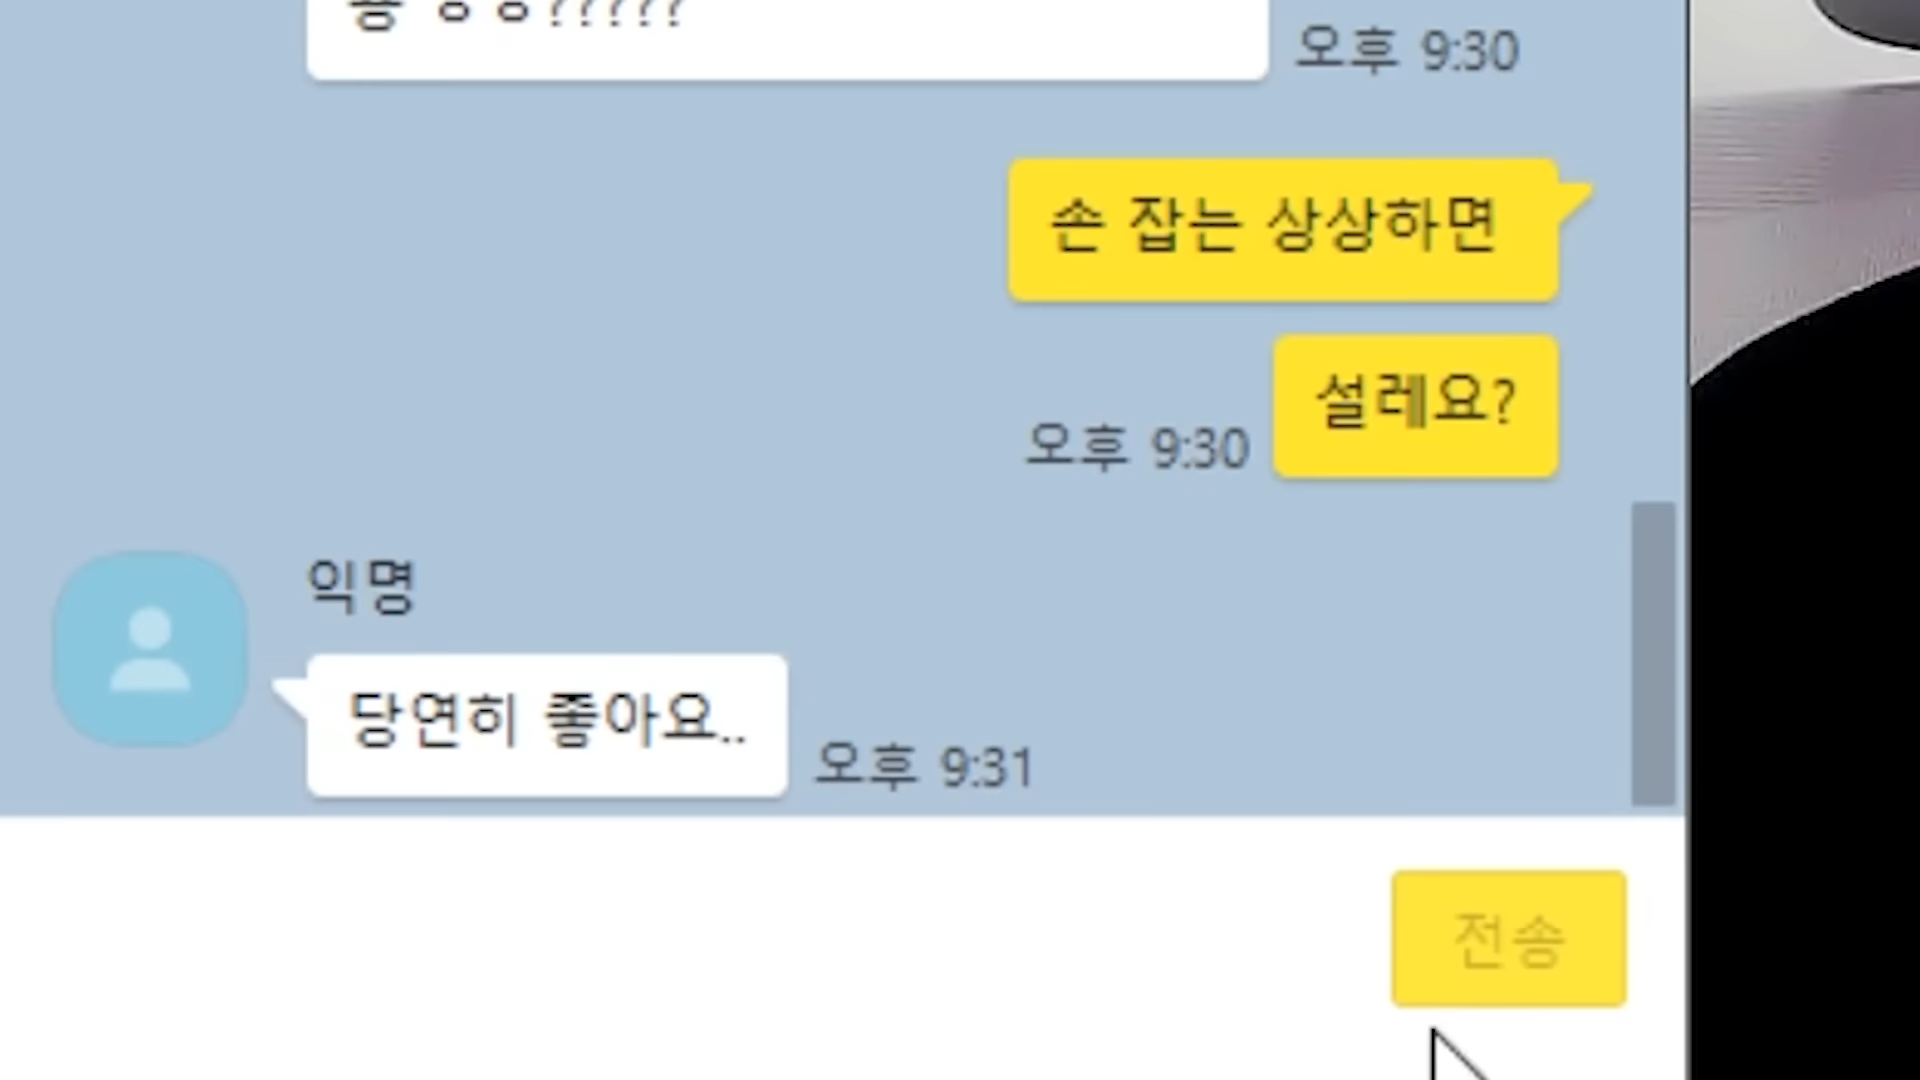 ?????
오후 9:30
손 잡는 상상하면
설레요?
오후 9:30
익명
당연히 좋아요..
오후 9:31
전송